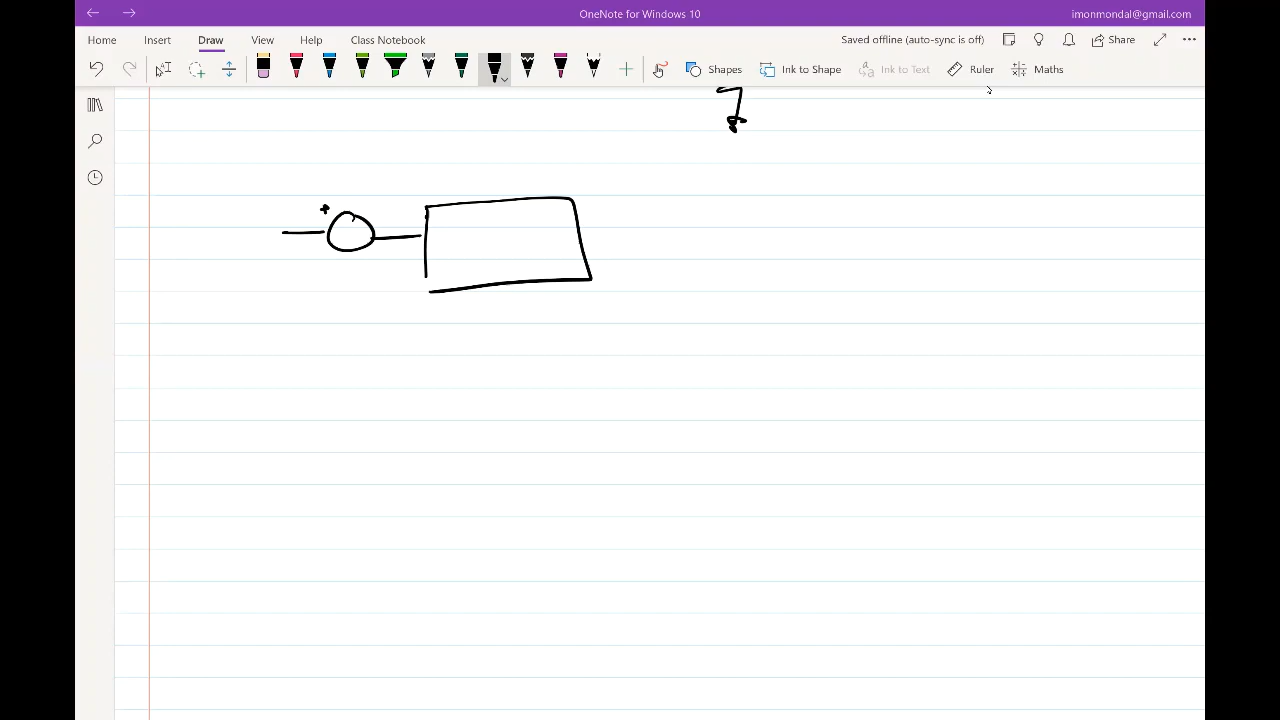 OneNote for Windows 10
imonmondal@gmail.com
Home Insert Draw View Help Class Notebook
Saved offline (auto-sync is off) Share
Shapes Ink to Shape Ink to Text Ruler Maths
+